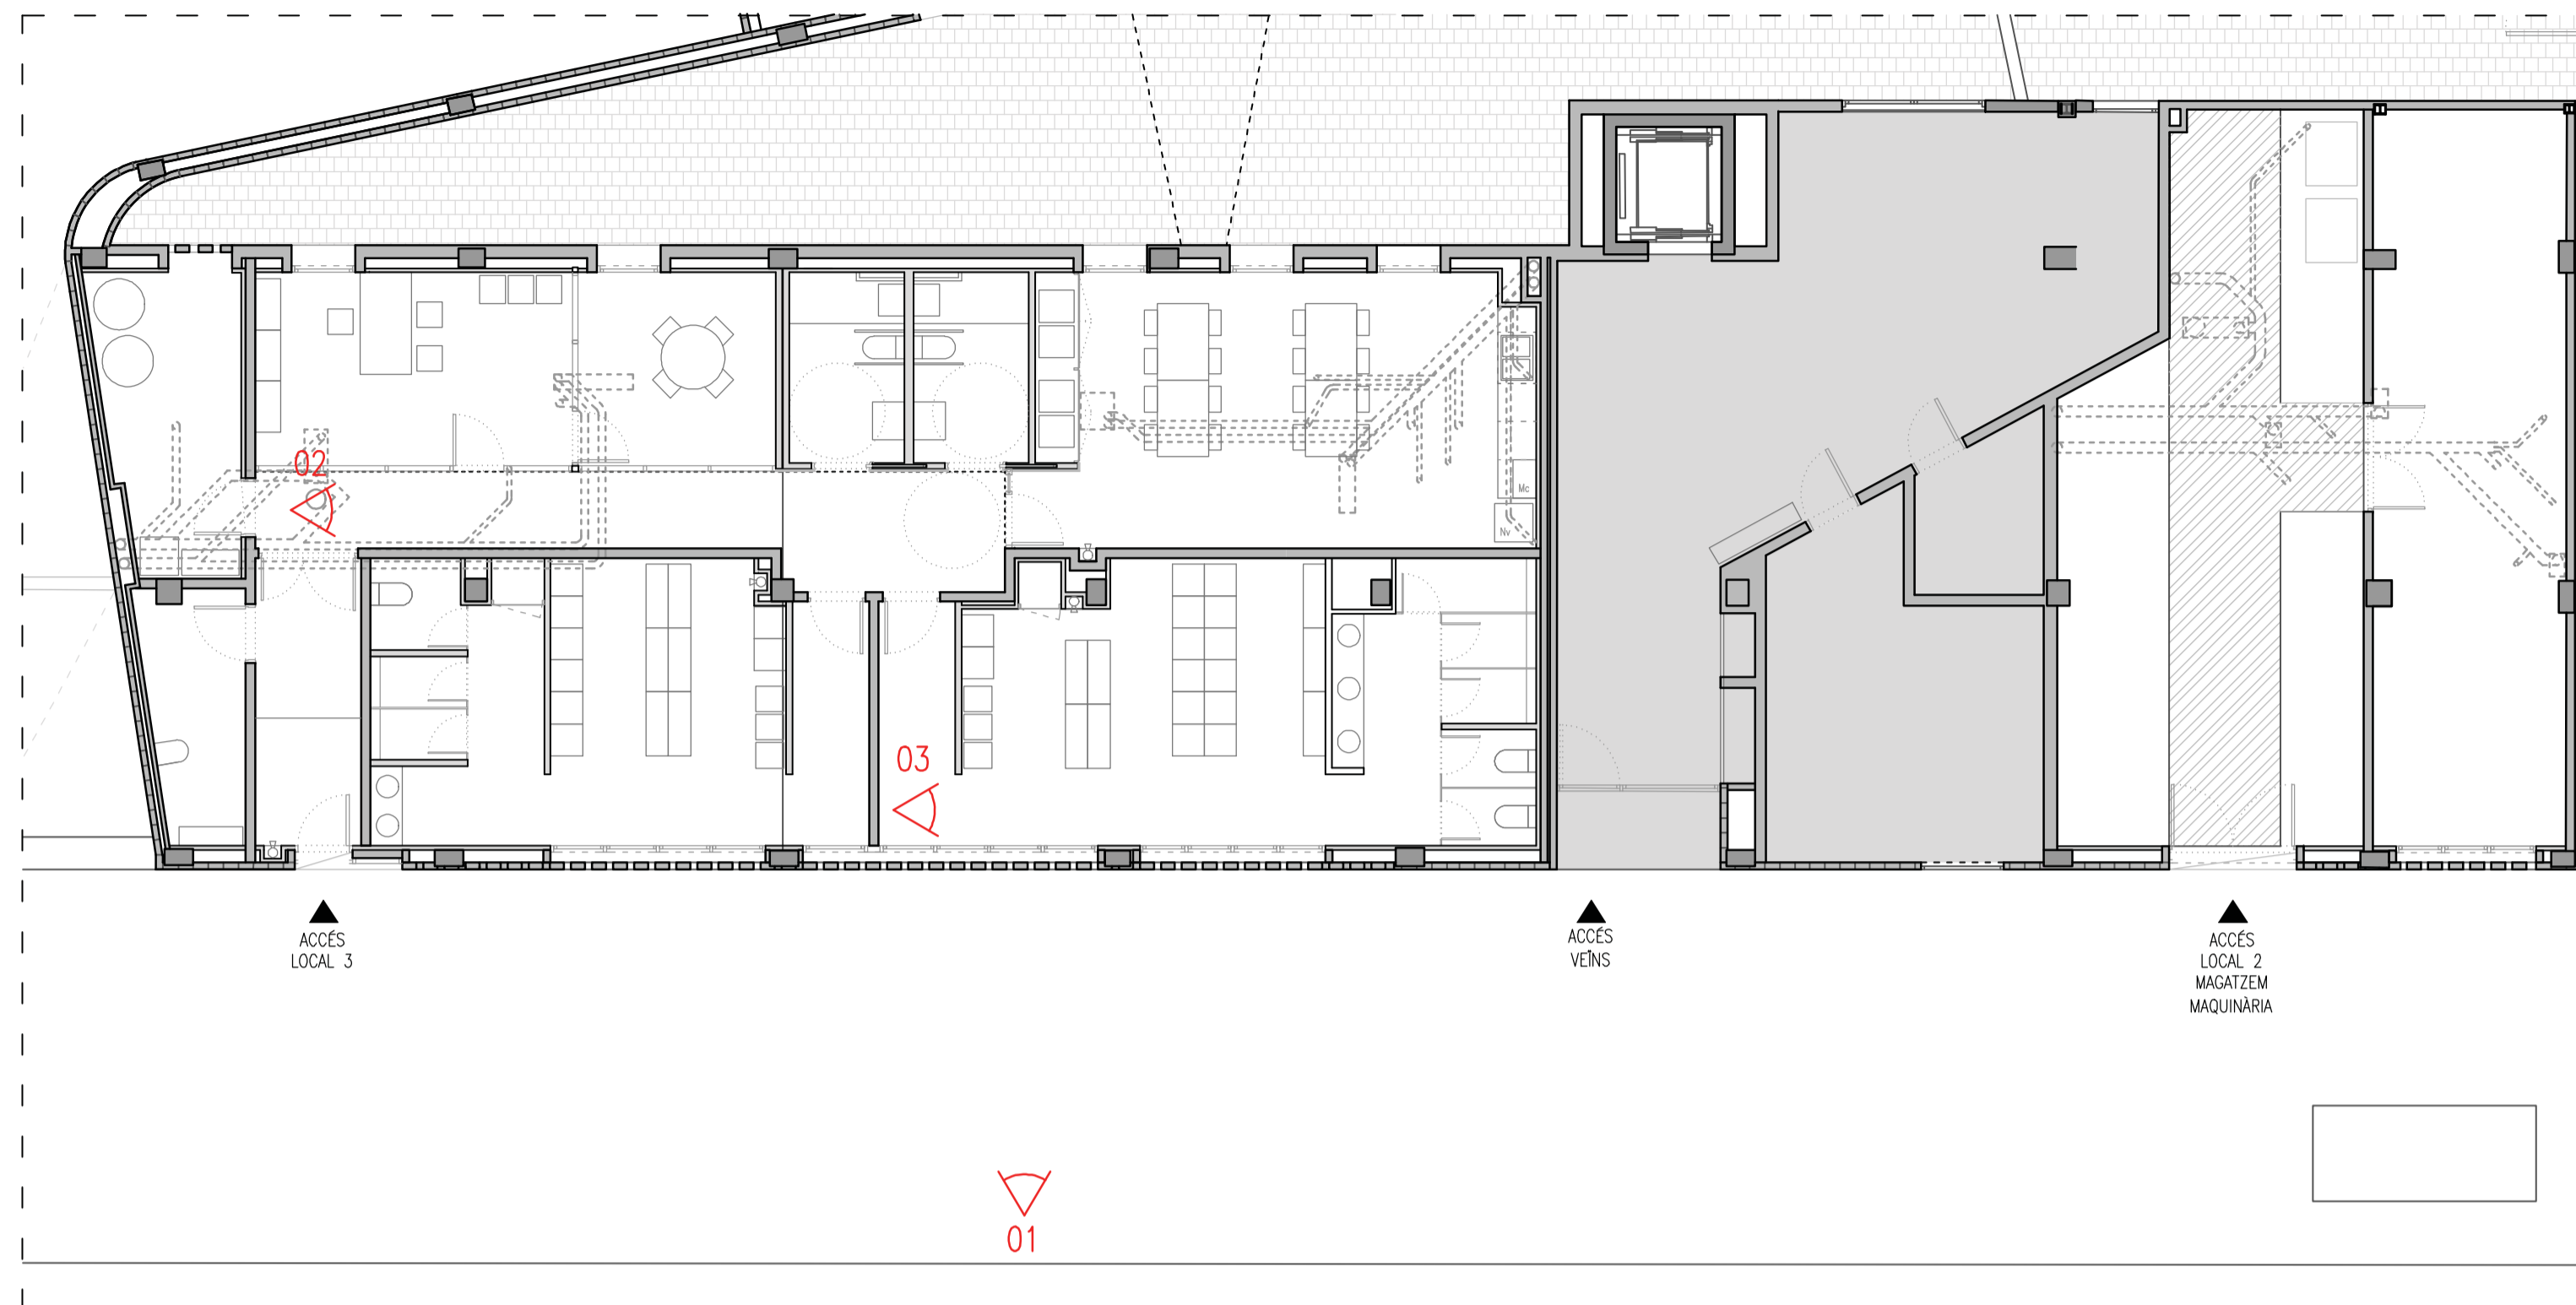 02
Mc
Nv
03
ACCÉS
LOCAL 3
ACCÉS
VEÏNS
ACCÉS
LOCAL 2
MAGATZEM
MAQUINÀRIA
01